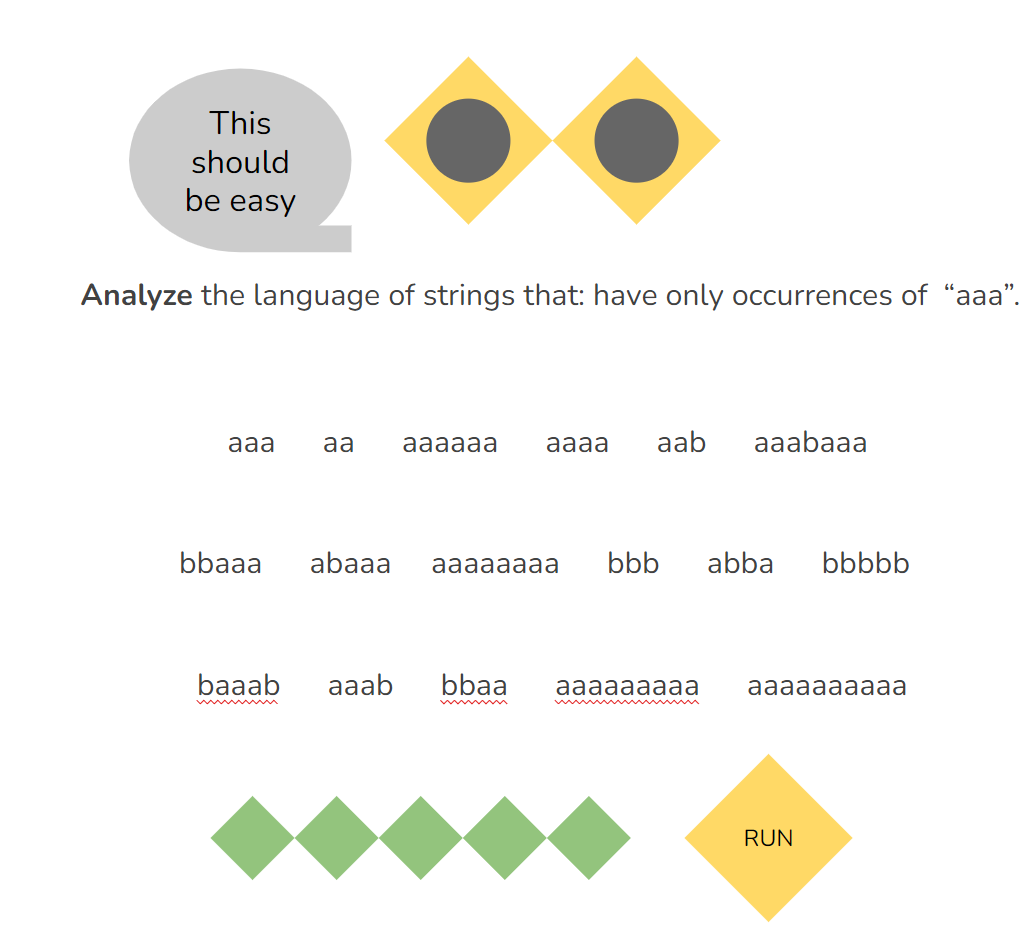 This
should
be easy
Analyze the language of strings that: have only occurrences of “aaa”.
aaa aa aaaaaa aaaa aab aaabaaa
bbaaa abaaa aaaaaaaa bbb abba bbbbb
baaab aaab bbaa aaaaaaaaa aaaaaaaaaa
RUN